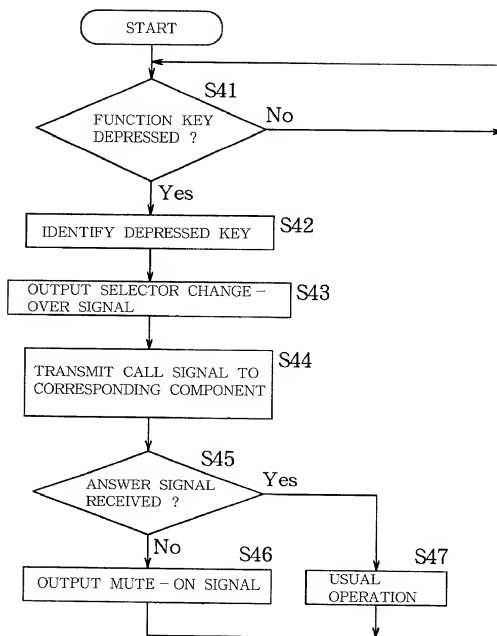 START
S41
FUNCTION KEY
DEPRESSED ?
No
Yes
IDENTIFY DEPRESSED KEY
S42
OUTPUT SELECTOR CHANGE-
OVER SIGNAL
S43
TRANSMIT CALL SIGNAL TO
CORRESPONDING COMPONENT
S44
S45
ANSWER SIGNAL
RECEIVED ?
Yes
No
S46
OUTPUT MUTE-ON SIGNAL
S47
USUAL
OPERATION